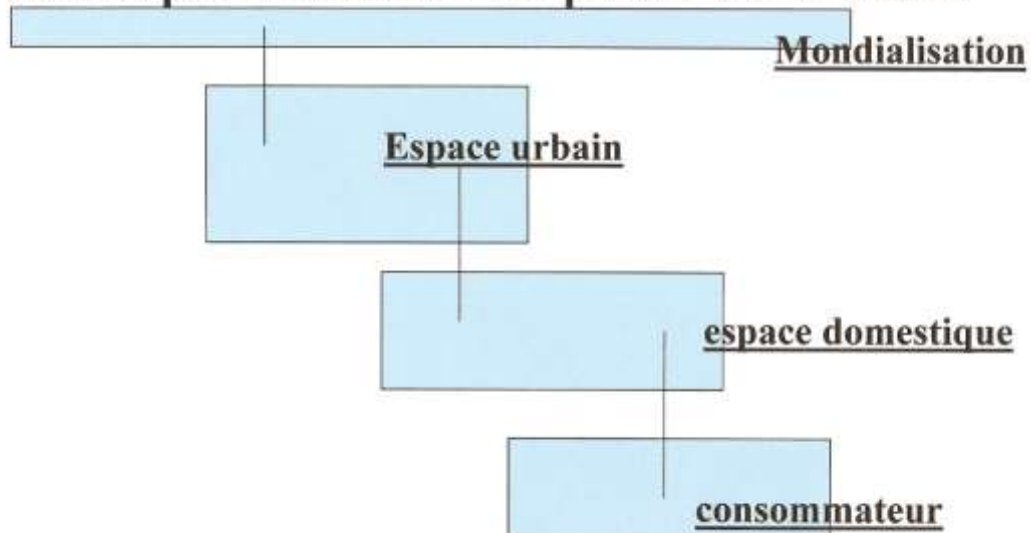 Mondialisation
Espace urbain
espace domestique
consommateur